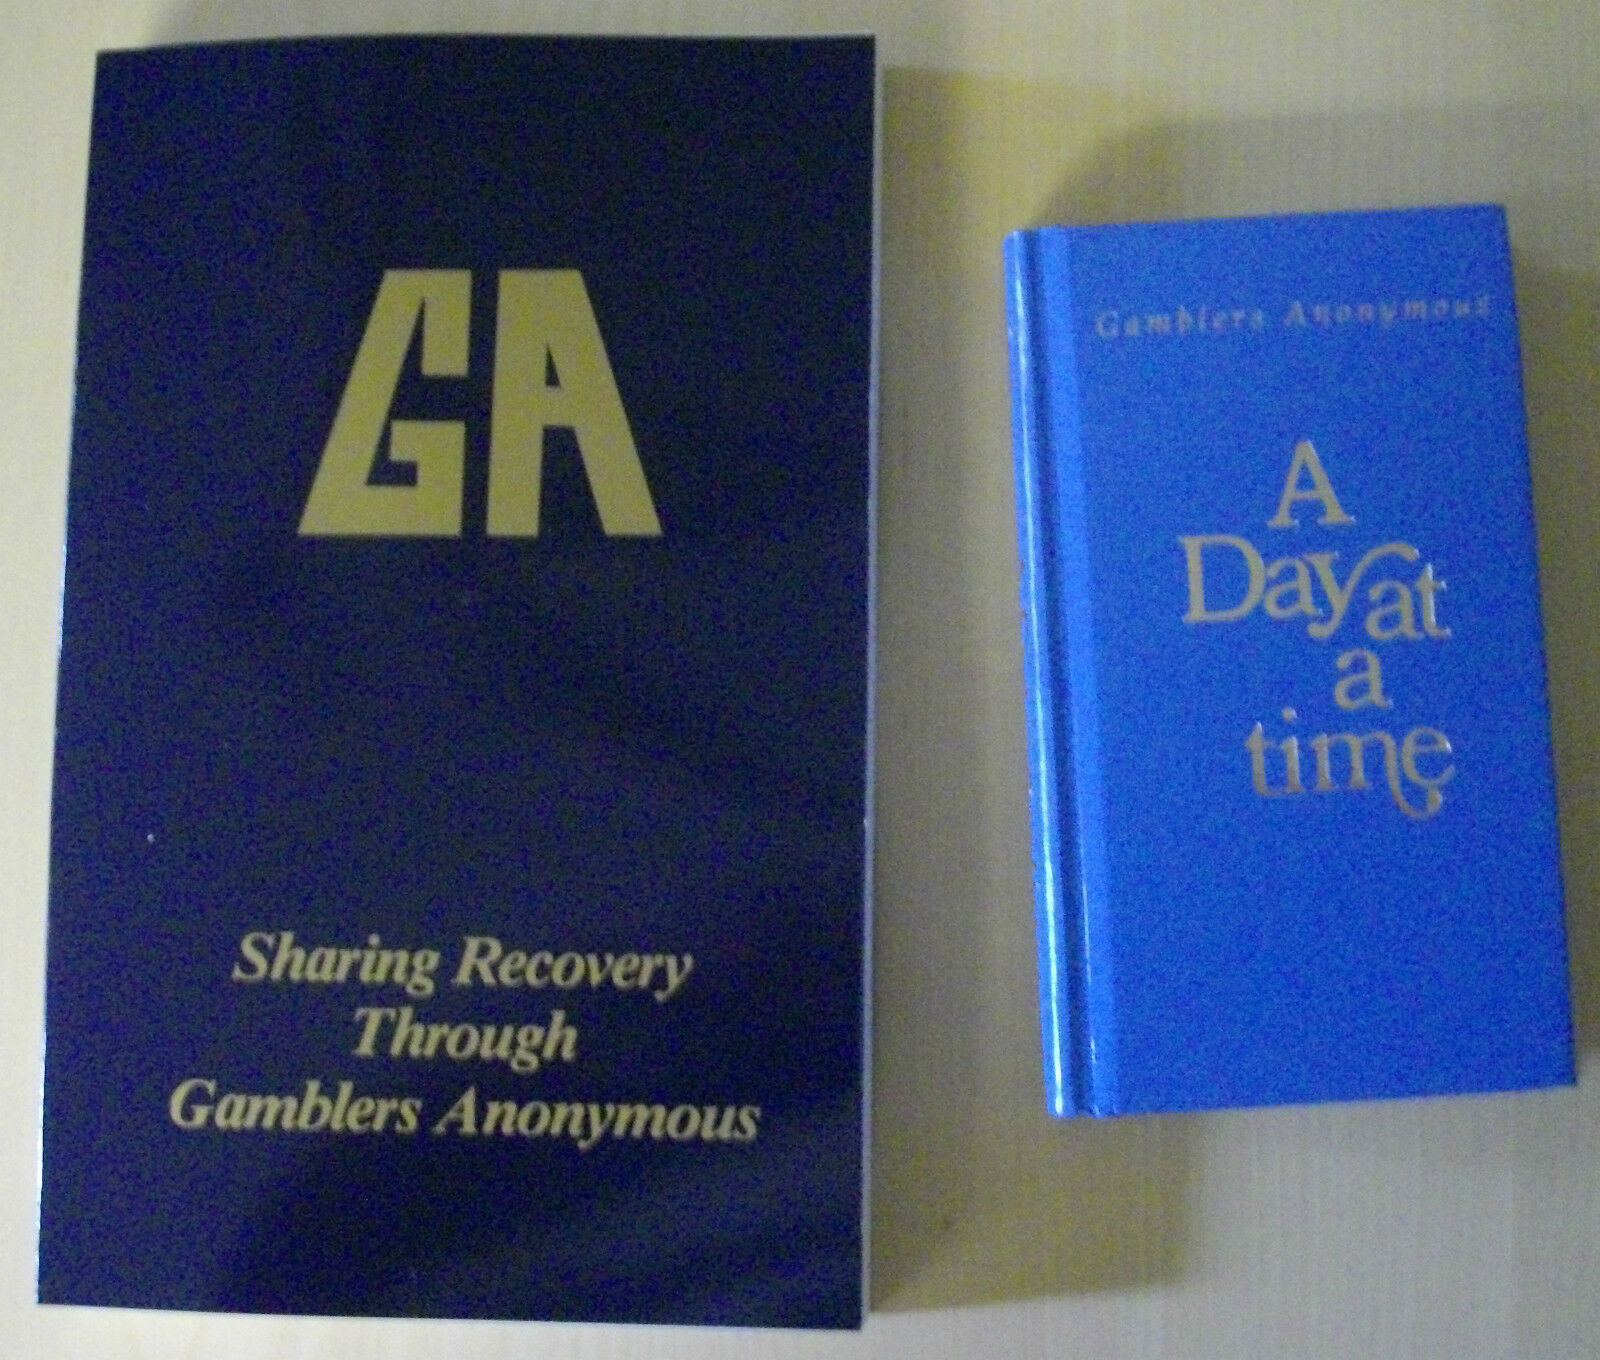 GA
Sharing Recovery
Through
Gamblers Anonymous
Gamblers Anonymous
A
Day at
a
time